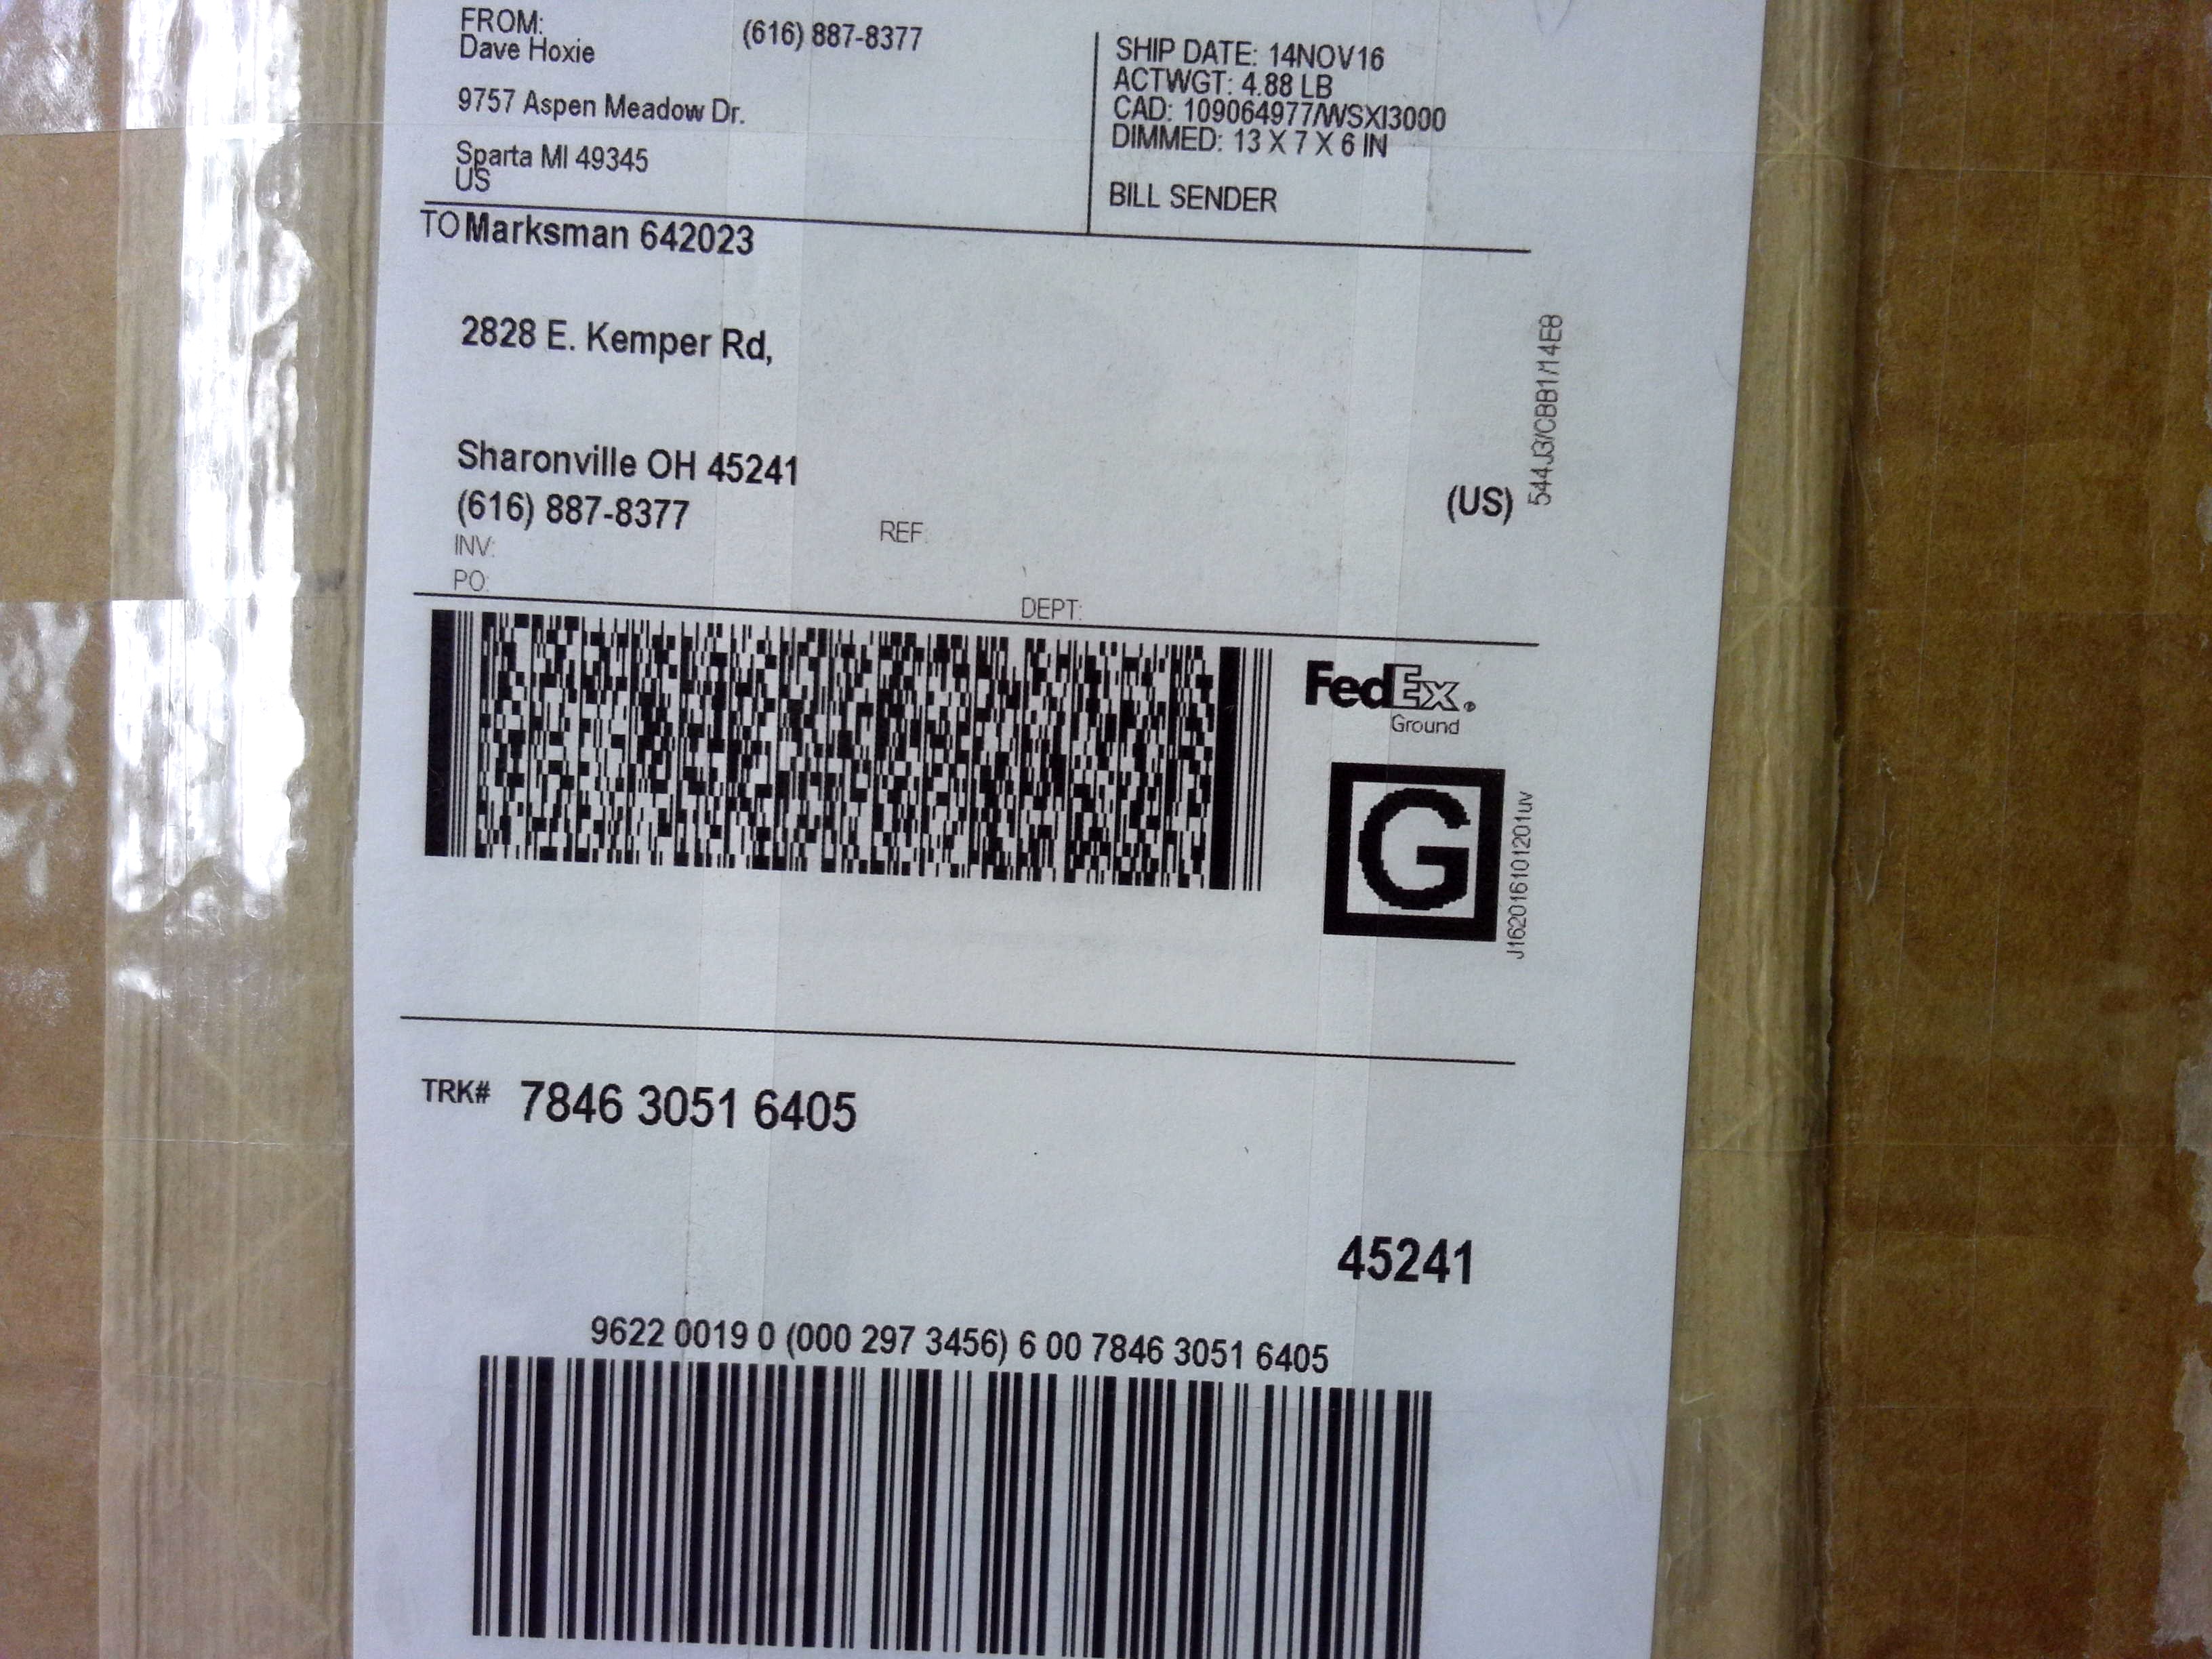 FROM:
Dave Hoxie
(616) 887-8377
9757 Aspen Meadow Dr.
Sparta MI 49345
US
SHIP DATE: 14NOV16
ACTWGT: 4.88 LB
CAD: 109064977/WSXI3000
DIMMED: 13 X 7 X 6 IN
BILL SENDER
TO Marksman 642023
2828 E. Kemper Rd,
Sharonville OH 45241
(616) 887-8377
(US)
INV:
REF:
PO:
DEPT:
544J3/CBB1/14EB
FedEx®
Ground
G
J16201610120​1uv
TRK# 7846 3051 6405
45241
9622 0019 0 (000 297 3456) 6 00 7846 3051 6405